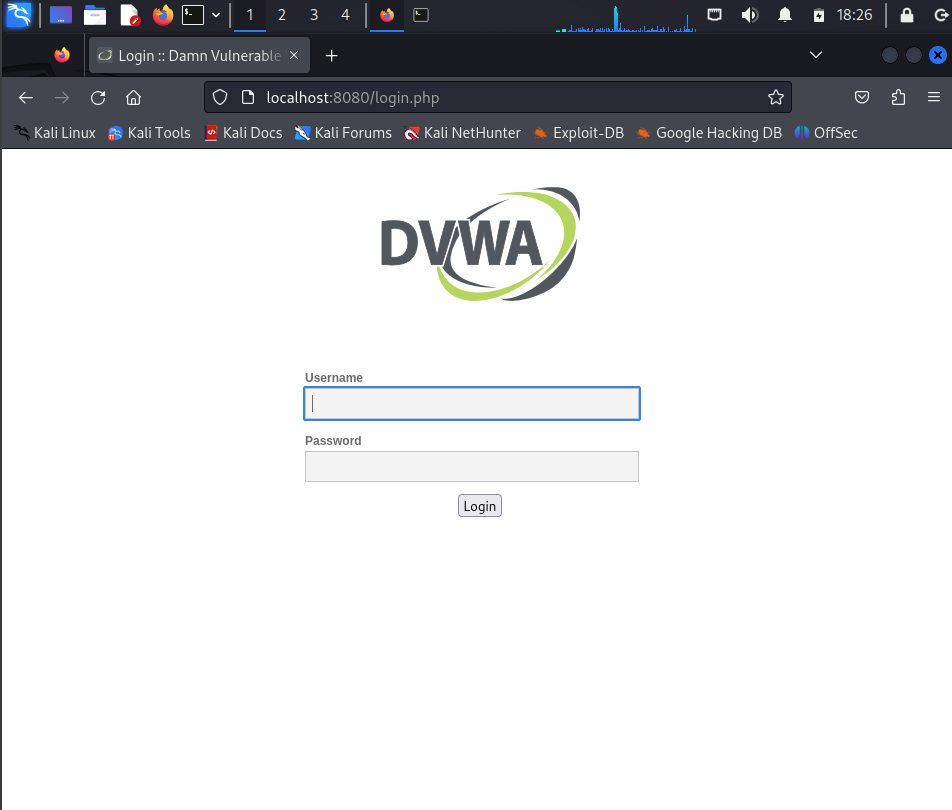 1 2 3 4 18:26
Login :: Damn Vulnerable
localhost:8080/login.php
Kali Linux Kali Tools Kali Docs Kali Forums Kali NetHunter Exploit-DB Google Hacking DB OffSec
DVWA
Username
Password
Login